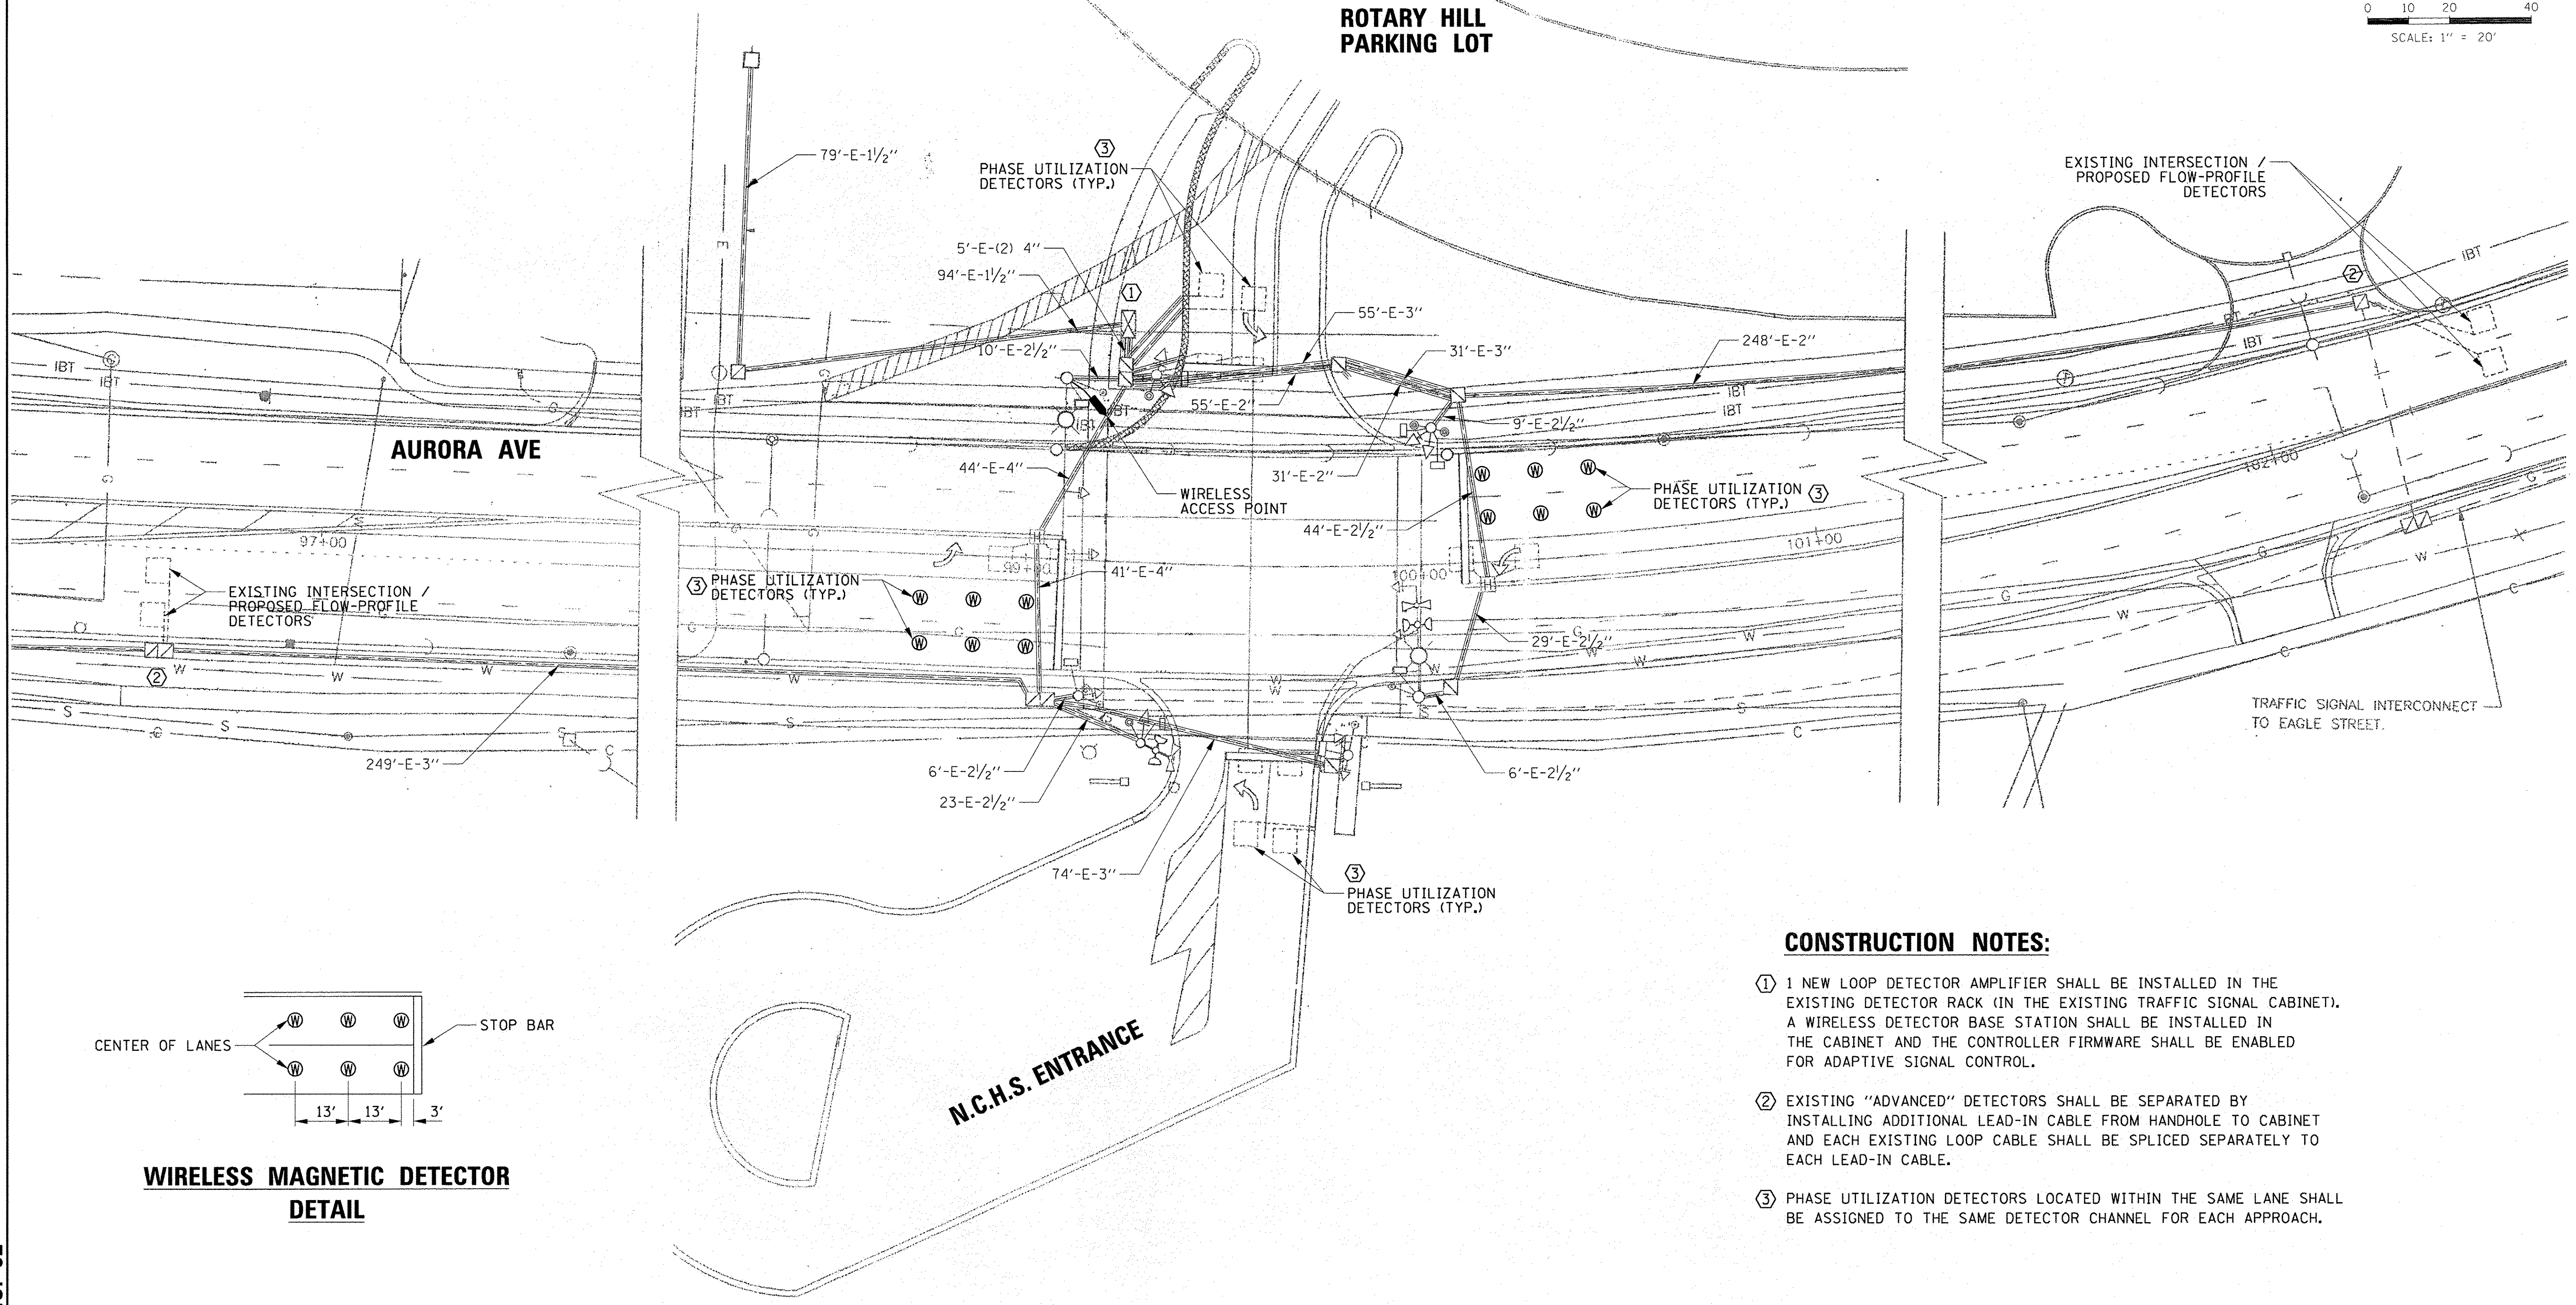 ROTARY HILL
PARKING LOT
0 10 20 40
SCALE: 1" = 20'
79'-E-1½"
3
PHASE UTILIZATION
DETECTORS (TYP.)
EXISTING INTERSECTION /
PROPOSED FLOW-PROFILE
DETECTORS
5'-E-(2) 4"
94'-E-1½"
1
2
IBT
55'-E-3"
31'-E-3"
248'-E-2"
10'-E-2½"
IBT
IBT
IBT
IBT
IBT
IBT
IBT
55'-E-2"
9'-E-2½"
AURORA AVE
44'-E-4"
31'-E-2"
102+00
WIRELESS
ACCESS POINT
PHASE UTILIZATION
DETECTORS (TYP.)
3
W W W
W W W
44'-E-2½"
97+00
99+00
41'-E-4"
100+00
101+00
3
PHASE UTILIZATION
DETECTORS (TYP.)
W W W
W W W
EXISTING INTERSECTION /
PROPOSED FLOW-PROFILE
DETECTORS
29'-E-2½"
2
TRAFFIC SIGNAL INTERCONNECT
TO EAGLE STREET.
249'-E-3"
6'-E-2½"
23-E-2½"
6'-E-2½"
74'-E-3"
3
PHASE UTILIZATION
DETECTORS (TYP.)
N.C.H.S. ENTRANCE
W W W
W W W
STOP BAR
CENTER OF LANES
13' 13' 3'
WIRELESS MAGNETIC DETECTOR
DETAIL
CONSTRUCTION NOTES:
1 1 NEW LOOP DETECTOR AMPLIFIER SHALL BE INSTALLED IN THE
EXISTING DETECTOR RACK (IN THE EXISTING TRAFFIC SIGNAL CABINET).
A WIRELESS DETECTOR BASE STATION SHALL BE INSTALLED IN
THE CABINET AND THE CONTROLLER FIRMWARE SHALL BE ENABLED
FOR ADAPTIVE SIGNAL CONTROL.
2 EXISTING "ADVANCED" DETECTORS SHALL BE SEPARATED BY
INSTALLING ADDITIONAL LEAD-IN CABLE FROM HANDHOLE TO CABINET
AND EACH EXISTING LOOP CABLE SHALL BE SPLICED SEPARATELY TO
EACH LEAD-IN CABLE.
3 PHASE UTILIZATION DETECTORS LOCATED WITHIN THE SAME LANE SHALL
BE ASSIGNED TO THE SAME DETECTOR CHANNEL FOR EACH APPROACH.